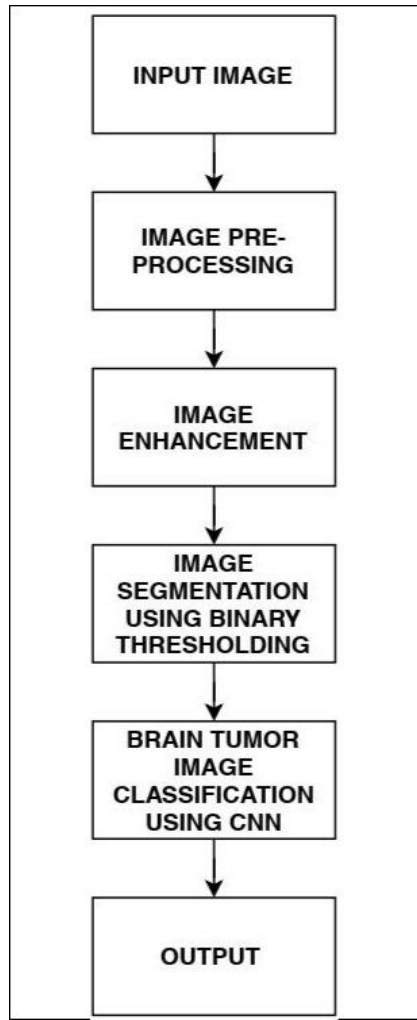 INPUT IMAGE
IMAGE PRE-
PROCESSING
IMAGE
ENHANCEMENT
IMAGE
SEGMENTATION
USING BINARY
THRESHOLDING
BRAIN TUMOR
IMAGE
CLASSIFICATION
USING CNN
OUTPUT